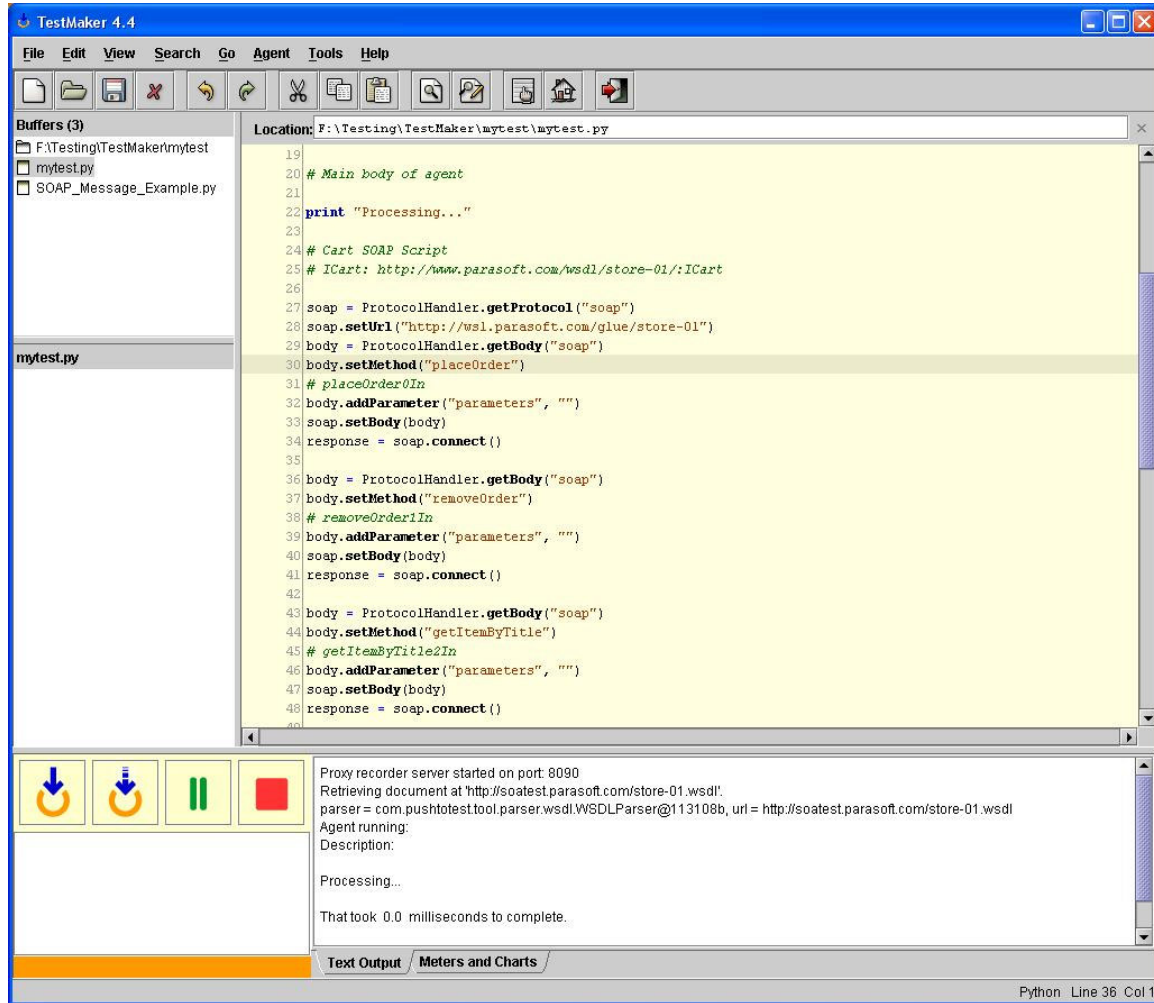 TestMaker 4.4
File Edit View Search Go Agent Tools Help
Buffers (3)
F:\Testing\TestMaker\mytest
mytest.py
SOAP_Message_Example.py
mytest.py
Location: F:\Testing\TestMaker\mytest\mytest.py
19
20 # Main body of agent
21
22 print "Processing..."
23
24 # Cart SOAP Script
25 # ICart: http://www.parasoft.com/wsdl/store-01/:ICart
26
27 soap = ProtocolHandler.getProtocol("soap")
28 soap.setUrl("http://ws1.parasoft.com/glue/store-01")
29 body = ProtocolHandler.getBody("soap")
30 body.setMethod("placeOrder")
31 # placeOrder0In
32 body.addParameter("parameters", "")
33 soap.setBody(body)
34 response = soap.connect()
35
36 body = ProtocolHandler.getBody("soap")
37 body.setMethod("removeOrder")
38 # removeOrder1In
39 body.addParameter("parameters", "")
40 soap.setBody(body)
41 response = soap.connect()
42
43 body = ProtocolHandler.getBody("soap")
44 body.setMethod("getItemByTitle")
45 # getItemByTitle2In
46 body.addParameter("parameters", "")
47 soap.setBody(body)
48 response = soap.connect()
Proxy recorder server started on port: 8090
Retrieving document at 'http://soatest.parasoft.com/store-01.wsdl'.
parser = com.pushtotest.tool.parser.wsdl.WSDLParser@113108b, url = http://soatest.parasoft.com/store-01.wsdl
Agent running:
Description:
Processing...
That took 0.0 milliseconds to complete.
Text Output Meters and Charts
Python Line 36 Col 1